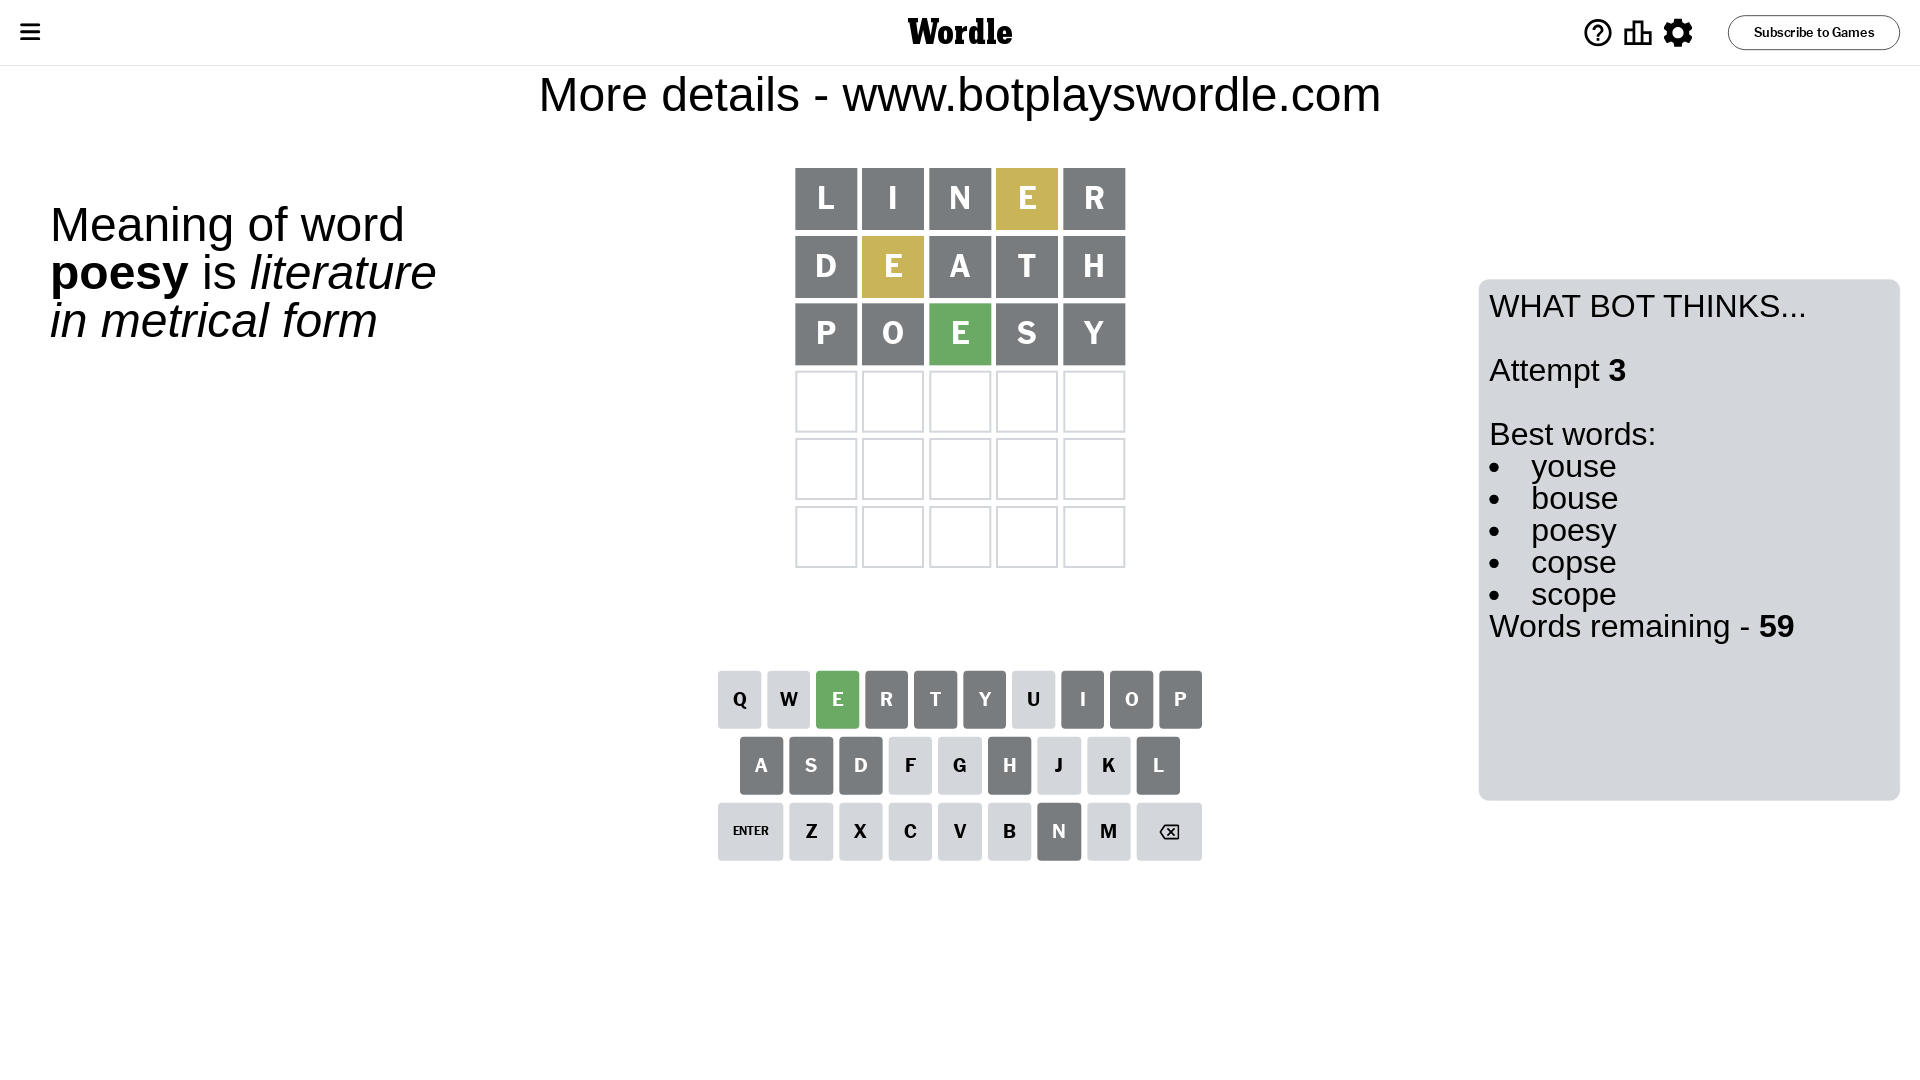 Wordle
Subscribe to Games
More details - www.botplayswordle.com
Meaning of word
poesy is literature
in metrical form
L I N E R
D E A T H
P O E S Y
WHAT BOT THINKS...
Attempt 3
Best words:
• youse
• bouse
• poesy
• copse
• scope
Words remaining - 59
Q W E R T Y U I O P
A S D F G H J K L
ENTER Z X C V B N M